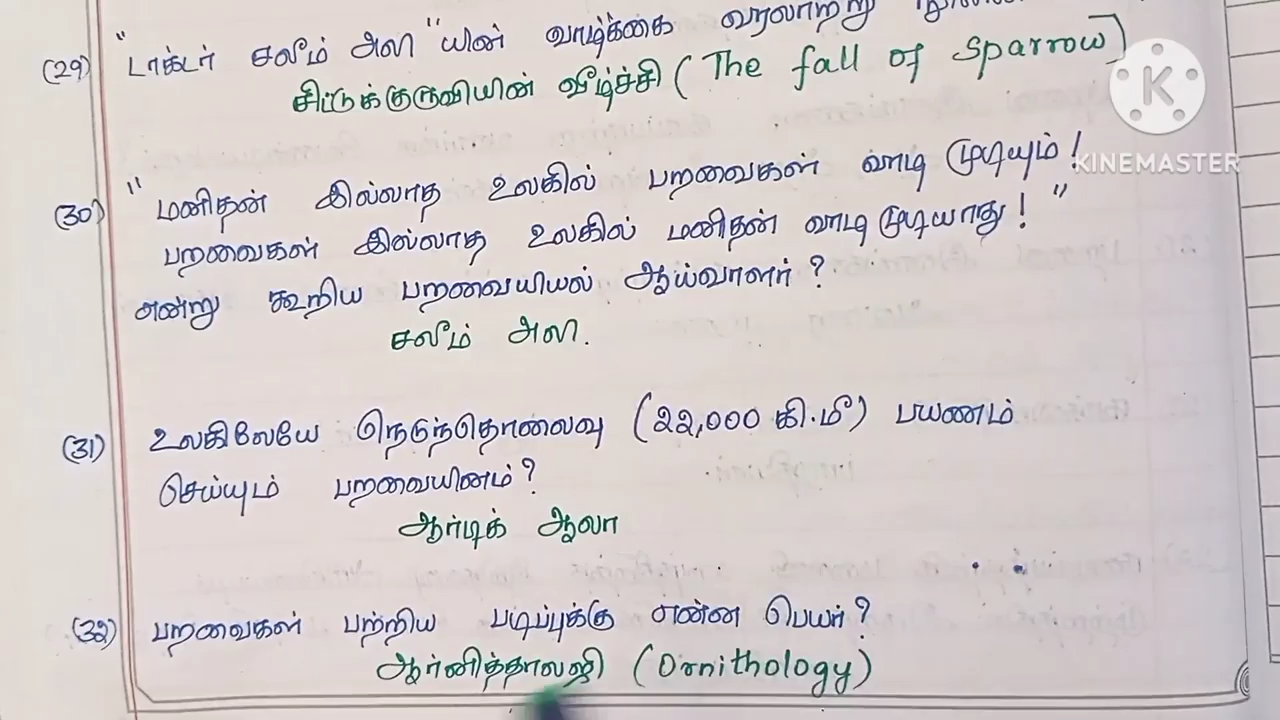 (29) "டாக்டர் சலீம் அலி" யின் வாழ்க்கை வரலாற்று
சிட்டுக்குருவியின் வீழ்ச்சி (The fall of Sparrow)
(30) "மனிதன் இல்லாத உலகில் பறவைகள் வாழ முடியும்!
பறவைகள் இல்லாத உலகில் மனிதன் வாழ முடியாது!"
என்று கூறிய பறவையியல் ஆய்வாளர்?
சலீம் அலி.
(31) உலகிலேயே நெடுந்தொலைவு (22,000 கி.மீ) பயணம்
செய்யும் பறவையினம்?
ஆர்டிக் ஆலா
(32) பறவைகள் பற்றிய படிப்புக்கு என்ன பெயர்?
ஆர்னித்தாலஜி (Ornithology)
K
KINEMASTER